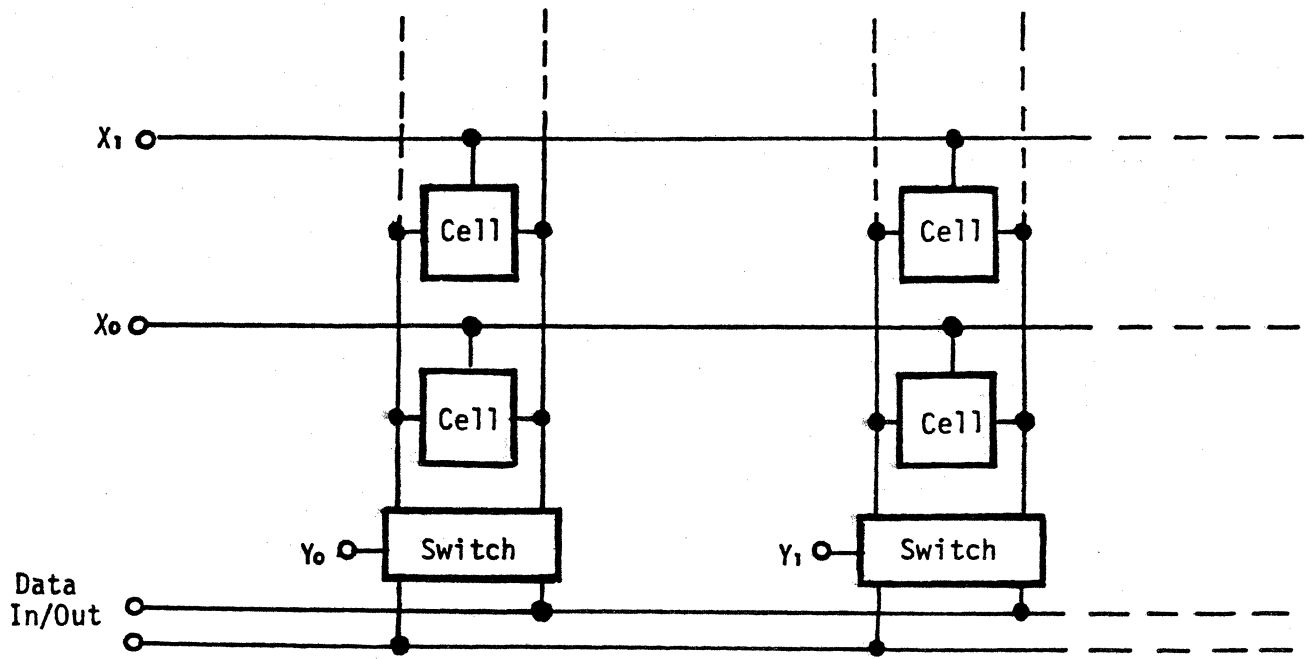 X₁
Cell Cell
X₀
Cell Cell
Y₀ Switch Y₁ Switch
Data
In/Out